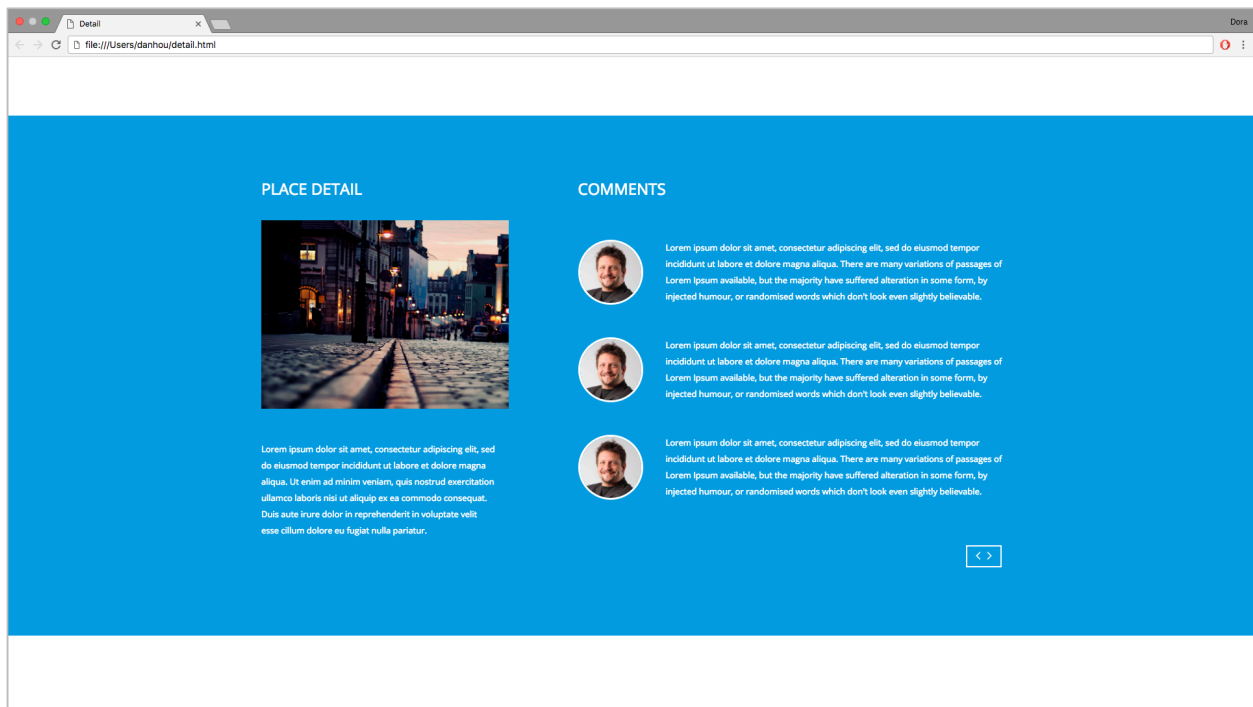 Detail
Dora
file:///Users/danhou/detail.html
PLACE DETAIL
Lorem ipsum dolor sit amet, consectetur adipiscing elit, sed
do eiusmod tempor incididunt ut labore et dolore magna
aliqua. Ut enim ad minim veniam, quis nostrud exercitation
ullamco laboris nisi ut aliquip ex ea commodo consequat.
Duis aute irure dolor in reprehenderit in voluptate velit
esse cillum dolore eu fugiat nulla pariatur.
COMMENTS
Lorem ipsum dolor sit amet, consectetur adipiscing elit, sed do eiusmod tempor
incididunt ut labore et dolore magna aliqua. There are many variations of passages of
Lorem Ipsum available, but the majority have suffered alteration in some form, by
injected humour, or randomised words which don't look even slightly believable.
Lorem ipsum dolor sit amet, consectetur adipiscing elit, sed do eiusmod tempor
incididunt ut labore et dolore magna aliqua. There are many variations of passages of
Lorem Ipsum available, but the majority have suffered alteration in some form, by
injected humour, or randomised words which don't look even slightly believable.
Lorem ipsum dolor sit amet, consectetur adipiscing elit, sed do eiusmod tempor
incididunt ut labore et dolore magna aliqua. There are many variations of passages of
Lorem Ipsum available, but the majority have suffered alteration in some form, by
injected humour, or randomised words which don't look even slightly believable.